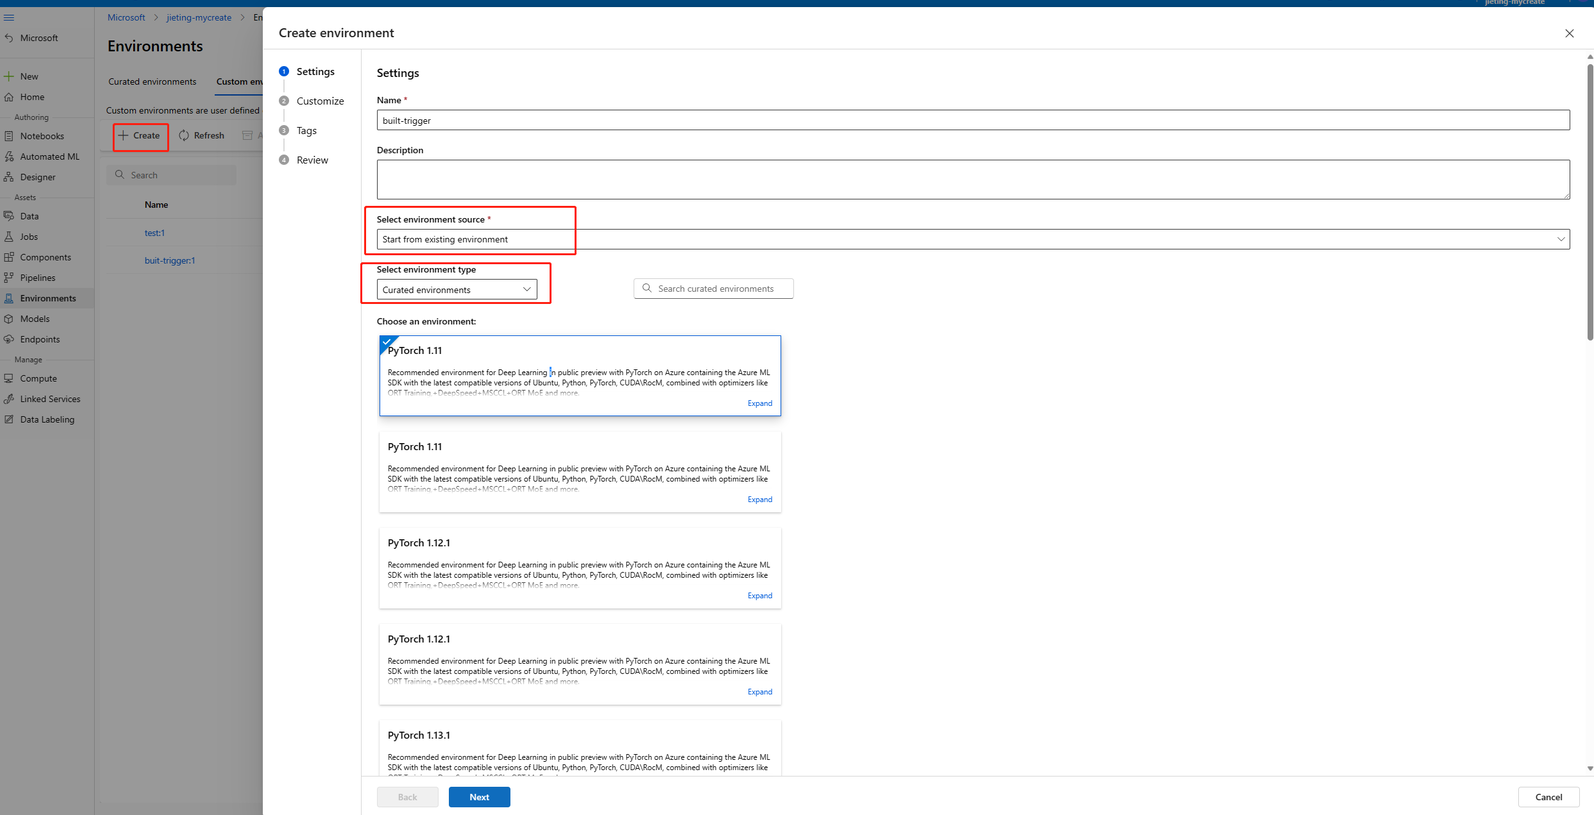 jieting-mycreate
Microsoft > jieting-mycreate > En
Microsoft
Environments
New
Home
Authoring
Notebooks
Automated ML
Designer
Assets
Data
Jobs
Components
Pipelines
Environments
Models
Endpoints
Manage
Compute
Linked Services
Data Labeling
Curated environments
Custom env
Custom environments are user defined
Create
Refresh
A
Search
Name
test:1
buit-trigger:1
Create environment
1 Settings
2 Customize
3 Tags
4 Review
Settings
Name *
built-trigger
Description
Select environment source *
Start from existing environment
Select environment type
Curated environments
Search curated environments
Choose an environment:
PyTorch 1.11
Recommended environment for Deep Learning in public preview with PyTorch on Azure containing the Azure ML
SDK with the latest compatible versions of Ubuntu, Python, PyTorch, CUDA\RocM, combined with optimizers like
ORT Training,+DeepSpeed+MSCCL+ORT MoE and more.
Expand
PyTorch 1.11
Recommended environment for Deep Learning in public preview with PyTorch on Azure containing the Azure ML
SDK with the latest compatible versions of Ubuntu, Python, PyTorch, CUDA\RocM, combined with optimizers like
ORT Training,+DeepSpeed+MSCCL+ORT MoE and more.
Expand
PyTorch 1.12.1
Recommended environment for Deep Learning in public preview with PyTorch on Azure containing the Azure ML
SDK with the latest compatible versions of Ubuntu, Python, PyTorch, CUDA\RocM, combined with optimizers like
ORT Training,+DeepSpeed+MSCCL+ORT MoE and more.
Expand
PyTorch 1.12.1
Recommended environment for Deep Learning in public preview with PyTorch on Azure containing the Azure ML
SDK with the latest compatible versions of Ubuntu, Python, PyTorch, CUDA\RocM, combined with optimizers like
ORT Training,+DeepSpeed+MSCCL+ORT MoE and more.
Expand
PyTorch 1.13.1
Recommended environment for Deep Learning in public preview with PyTorch on Azure containing the Azure ML
SDK with the latest compatible versions of Ubuntu, Python, PyTorch, CUDA\RocM, combined with optimizers like
Back
Next
Cancel